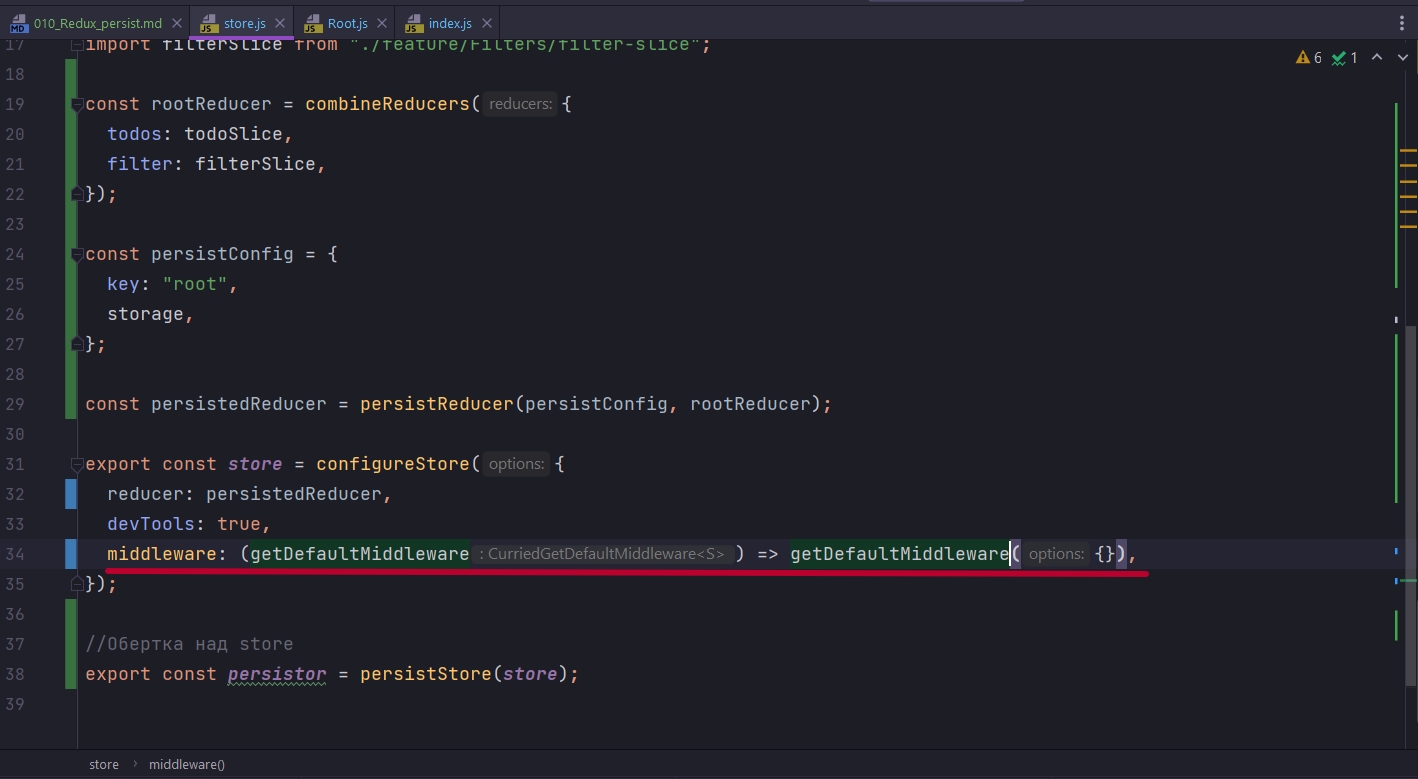 010_Redux_persist.md store.js Root.js index.js
17 import filterSlice from "./feature/Filters/filter-slice";
6 1
18
19 const rootReducer = combineReducers( reducers: {
20 todos: todoSlice,
21 filter: filterSlice,
22 });
23
24 const persistConfig = {
25 key: "root",
26 storage,
27 };
28
29 const persistedReducer = persistReducer(persistConfig, rootReducer);
30
31 export const store = configureStore( options: {
32 reducer: persistedReducer,
33 devTools: true,
34 middleware: (getDefaultMiddleware : CurriedGetDefaultMiddleware<S> ) => getDefaultMiddleware( options: {}),
35 });
36
37 //Обертка над store
38 export const persistor = persistStore(store);
39
store › middleware()